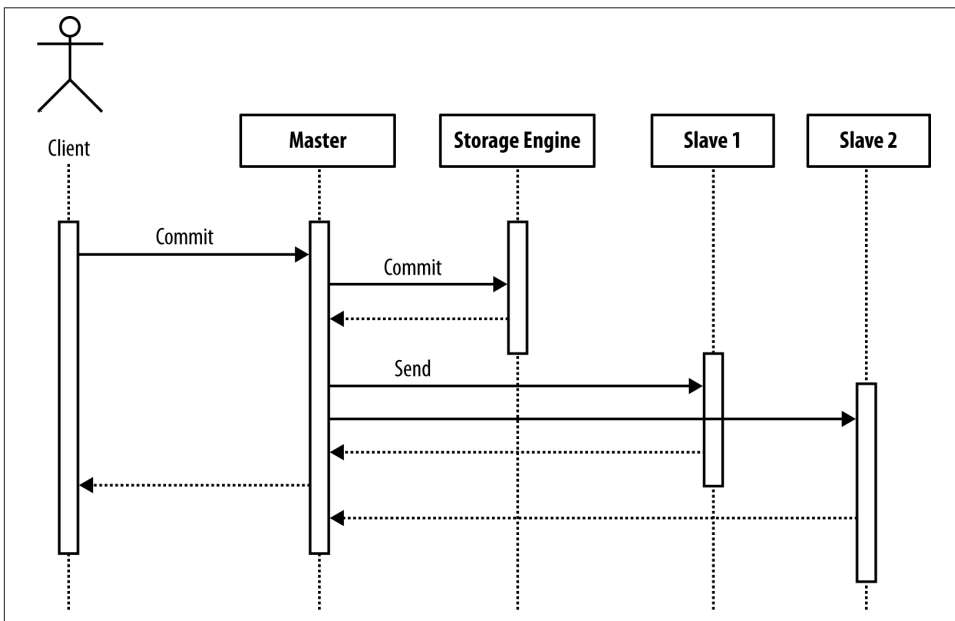 Client
Master
Storage Engine
Slave 1
Slave 2
Commit
Commit
Send